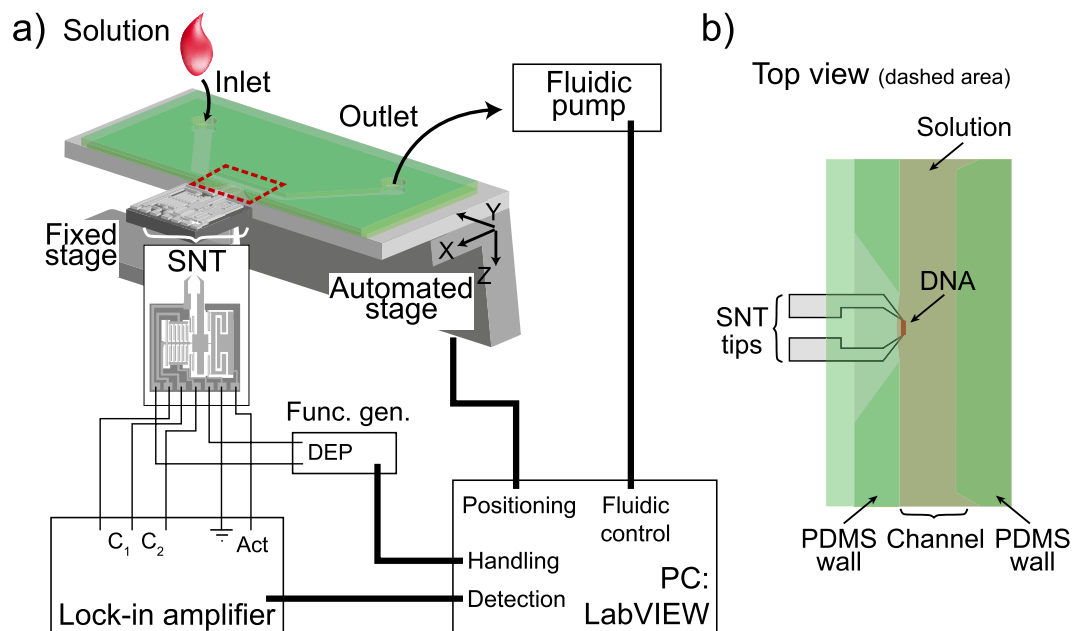 a)
Solution
Inlet
Outlet
Fluidic
pump
Fixed
stage
SNT
Y
X
Z
Automated
stage
Func. gen.
DEP
Positioning
Fluidic
control
C1
C2
Act
Handling
Detection
PC:
LabVIEW
Lock-in amplifier
b)
Top view (dashed area)
Solution
DNA
SNT
tips
PDMS
wall
Channel
PDMS
wall